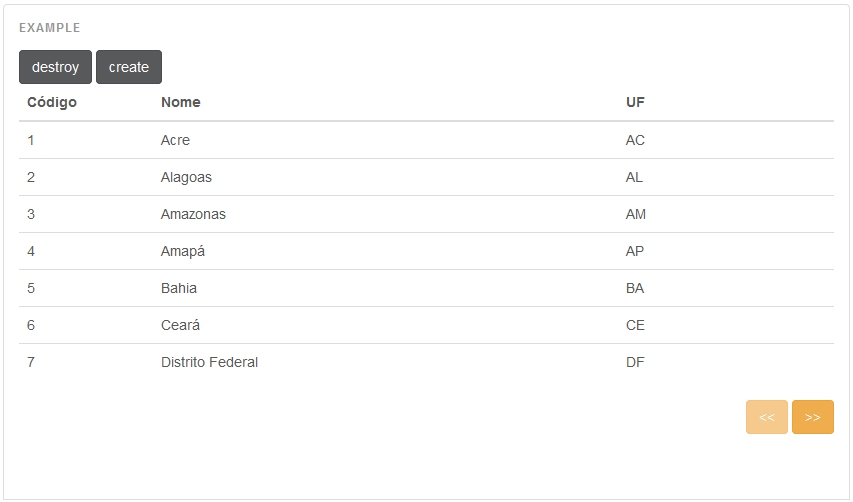 EXAMPLE
destroy create
Código Nome UF
1 Acre AC
2 Alagoas AL
3 Amazonas AM
4 Amapá AP
5 Bahia BA
6 Ceará CE
7 Distrito Federal DF
<< >>